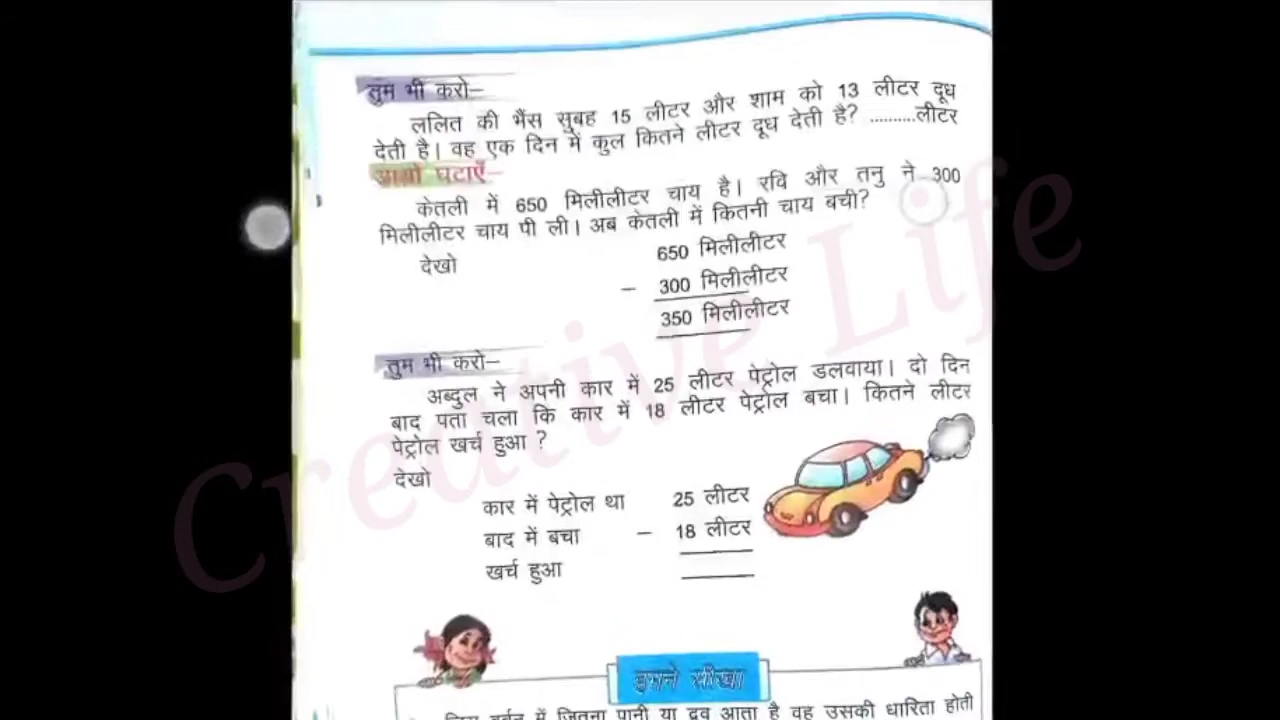 तुम भी करो–
ललित की भैंस सुबह 15 लीटर और शाम को 13 लीटर दूध
देती है। वह एक दिन में कुल कितने लीटर दूध देती है? ..........लीटर
आओ घटाएँ–
केतली में 650 मिलीलीटर चाय है। रवि और तनु ने 300
मिलीलीटर चाय पी ली। अब केतली में कितनी चाय बची?
देखो 650 मिलीलीटर
– 300 मिलीलीटर
350 मिलीलीटर
तुम भी करो–
अब्दुल ने अपनी कार में 25 लीटर पेट्रोल डलवाया। दो दिन
बाद पता चला कि कार में 18 लीटर पेट्रोल बचा। कितने लीटर
पेट्रोल खर्च हुआ ?
देखो
कार में पेट्रोल था 25 लीटर
बाद में बचा – 18 लीटर
खर्च हुआ
हमने सीखा
बर्तन में जितना पानी या द्रव आता है वह उसकी धारिता होती
Creative Life